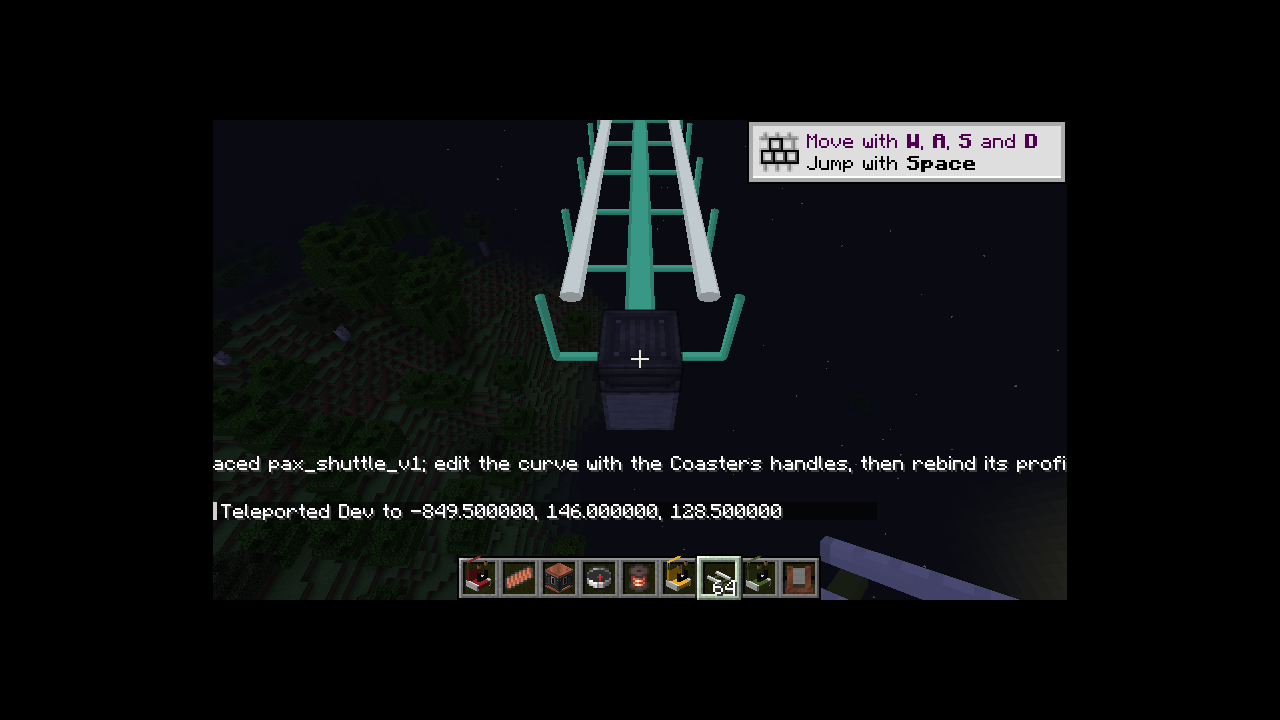 Move with W, A, S and D
Jump with Space
aced pax_shuttle_v1; edit the curve with the Coasters handles, then rebind its profi
Teleported Dev to -849.500000, 146.000000, 128.500000
64